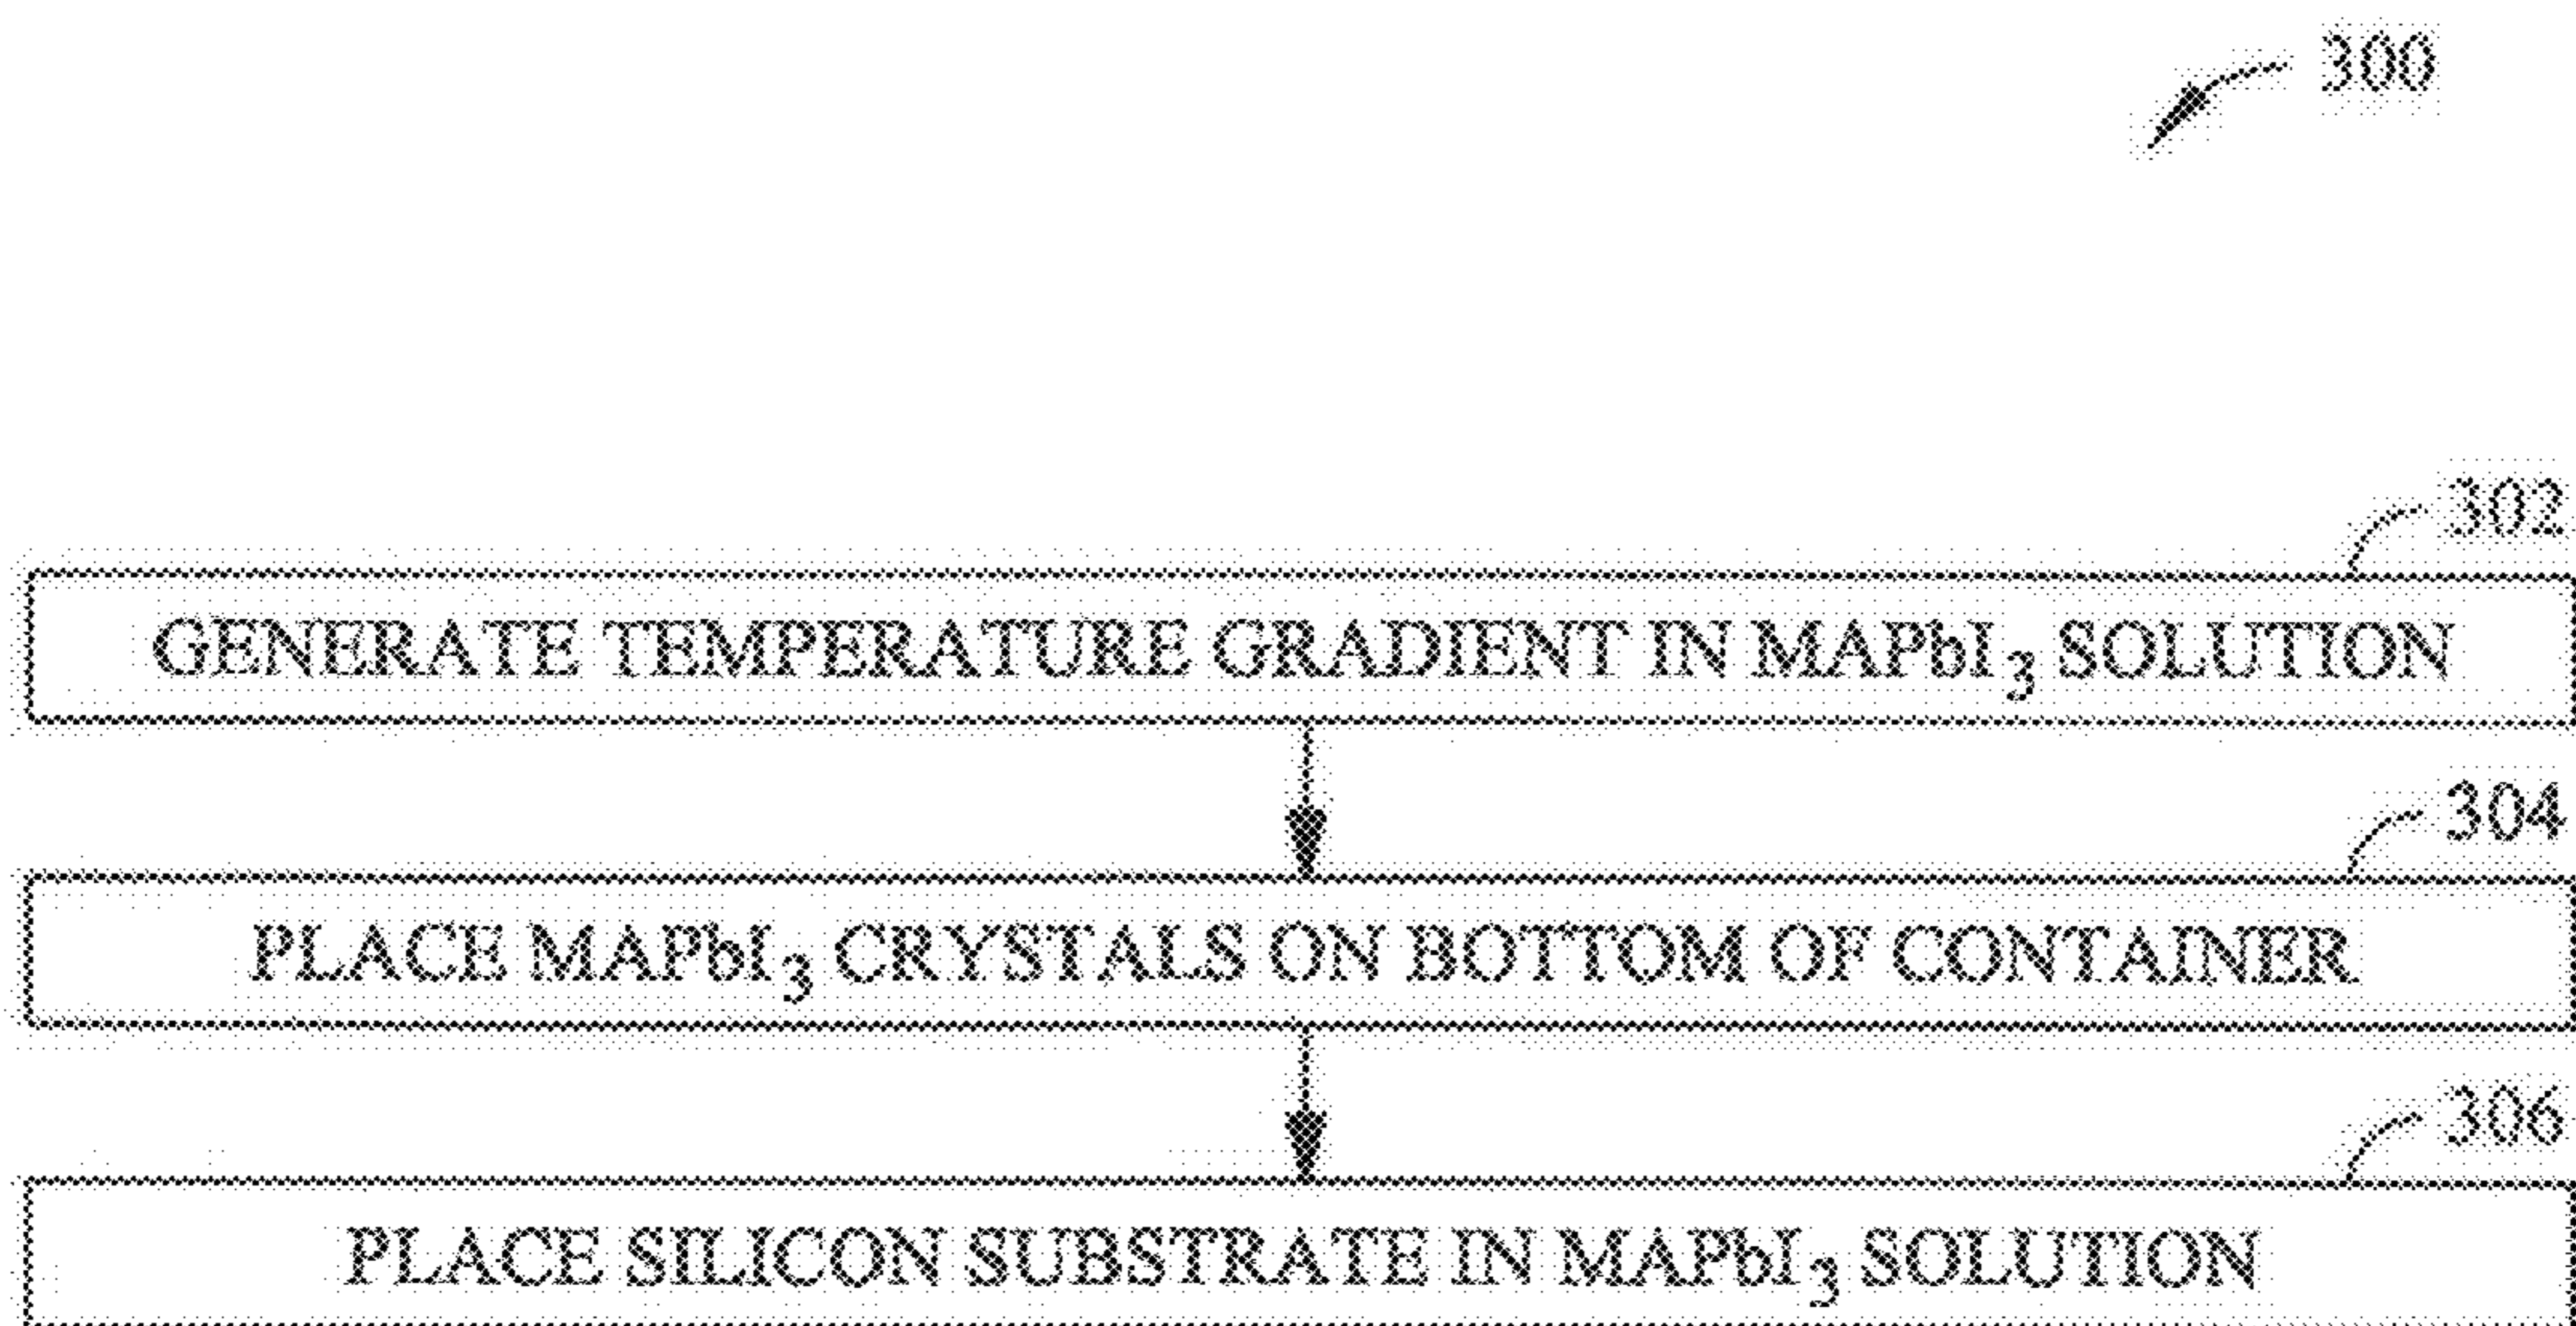 300
302
GENERATE TEMPERATURE GRADIENT IN MAPbI₃ SOLUTION
304
PLACE MAPbI₃ CRYSTALS ON BOTTOM OF CONTAINER
306
PLACE SILICON SUBSTRATE IN MAPbI₃ SOLUTION